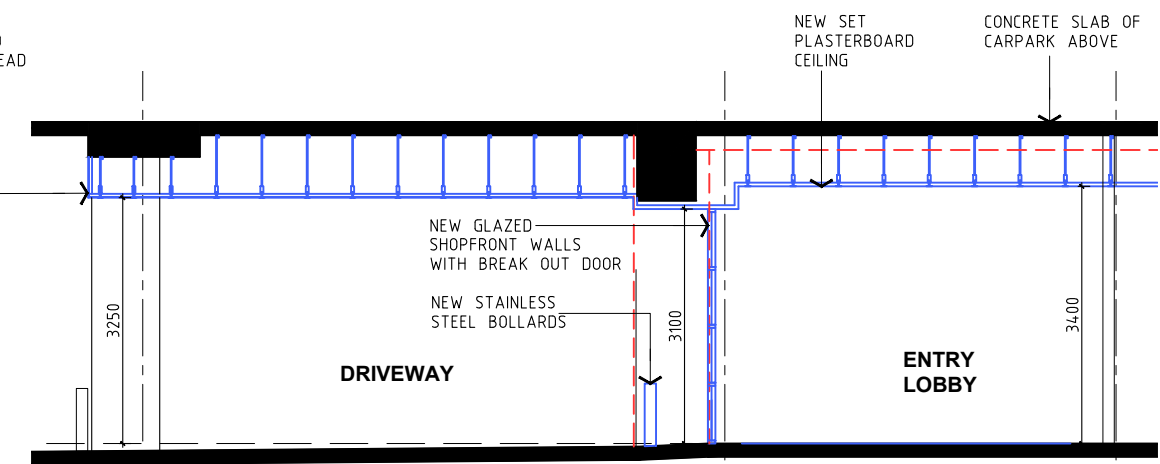 EAD
NEW SET
PLASTERBOARD
CEILING
CONCRETE SLAB OF
CARPARK ABOVE
NEW GLAZED
SHOPFRONT WALLS
WITH BREAK OUT DOOR
NEW STAINLESS
STEEL BOLLARDS
3250
3100
3400
DRIVEWAY
ENTRY
LOBBY